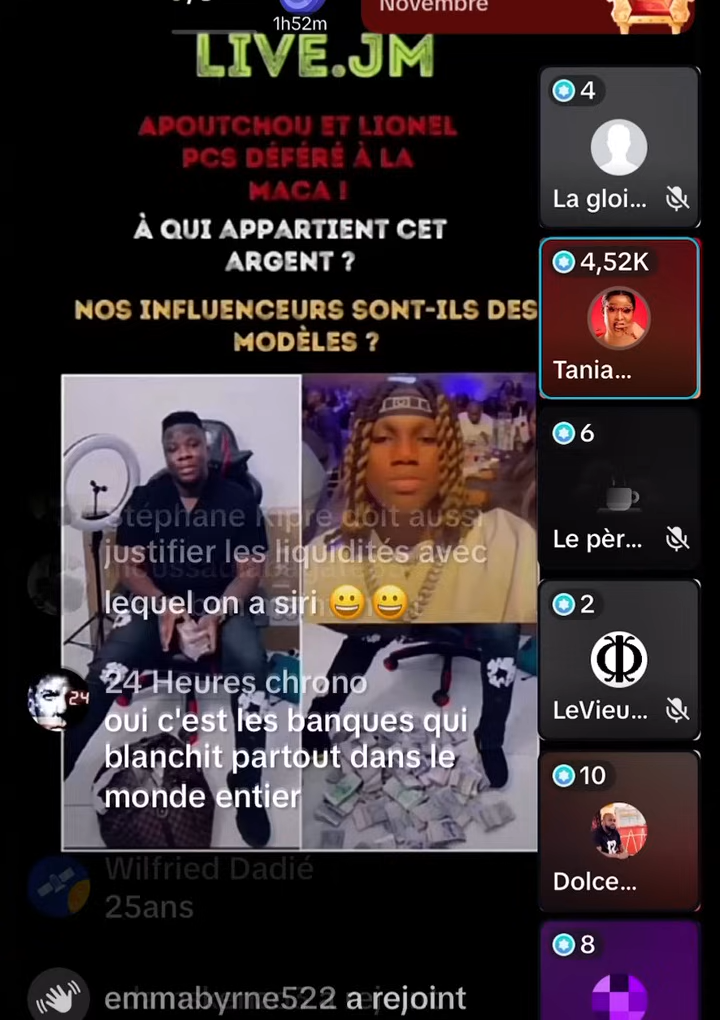 Novembre
1h52m
LIVE.JM
APOUTCHOU ET LIONEL
PCS DÉFÉRÉ À LA
MACA !
À QUI APPARTIENT CET
ARGENT ?
NOS INFLUENCEURS SONT-ILS DES
MODÈLES ?
Stéphane Kipre doit aussi
justifier les liquidités avec
lequel on a siri 😀 😀
24
24 Heures chrono
oui c'est les banques qui
blanchit partout dans le
monde entier
Wilfried Dadié
25ans
emmabyrne522 a rejoint
4
La gloi...
4,52K
Tania...
6
Le pèr...
2
LeVieu...
10
Dolce...
8